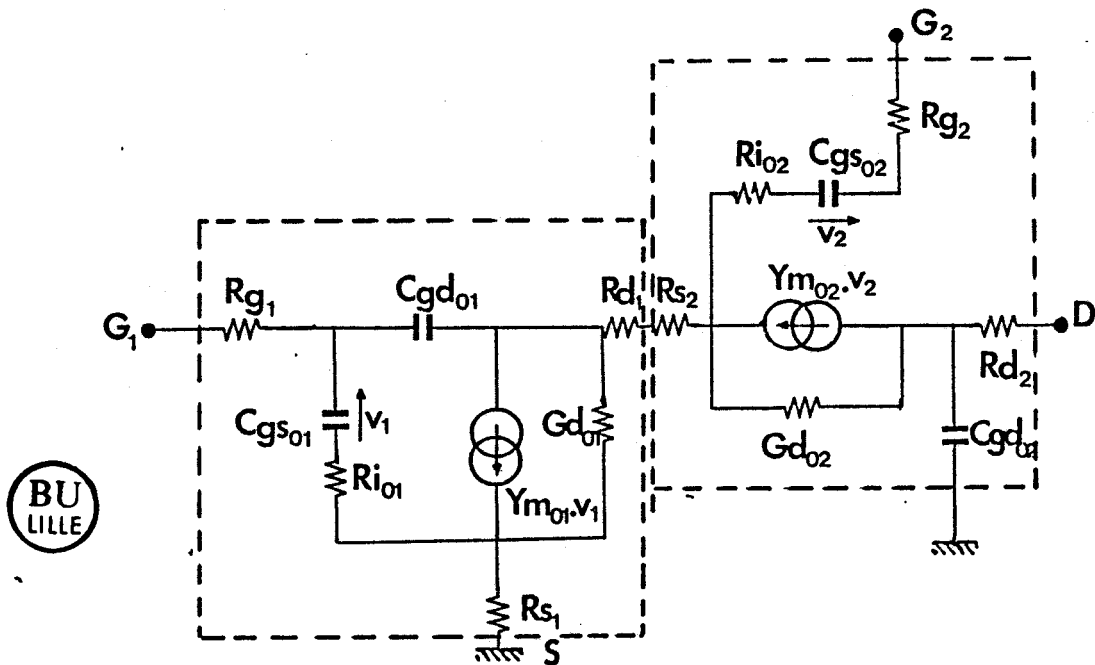 G₂
Rg₂
Ri₀₂
Cgs₀₂
v₂
Ym₀₂.v₂
Rg₁
Cgd₀₁
Rd₁
Rs₂
G₁
D
Rd₂
Cgs₀₁
v₁
Gd₀₁
Gd₀₂
Cgd₀₂
Ri₀₁
Ym₀₁.v₁
BU
LILLE
Rs₁
S